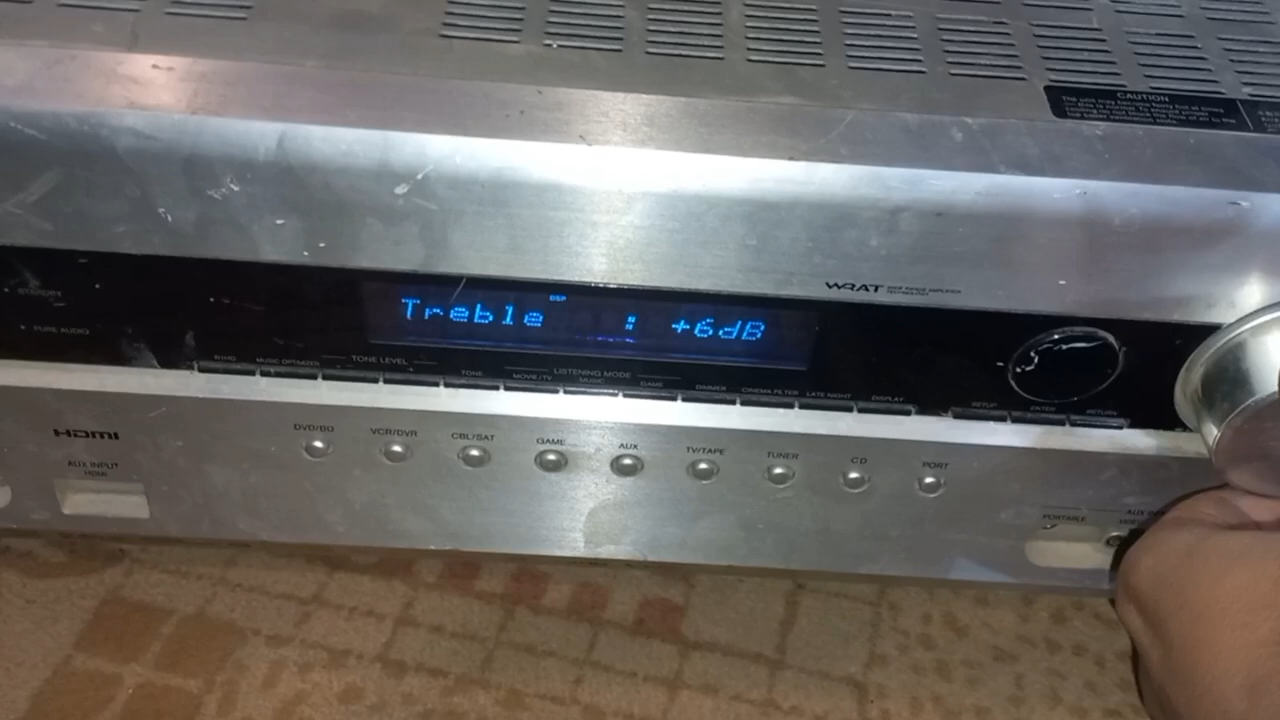 CAUTION
WRAT
DSP
Treble : +6dB
STANDBY
PURE AUDIO
MUSIC OPTIMIZER
TONE LEVEL
TONE
LISTENING MODE
MOVIE/TV
MUSIC
GAME
DIMMER
CINEMA FILTER
LATE NIGHT
DISPLAY
SETUP
ENTER
RETURN
HDMI
AUX INPUT
HDMI
DVD/BD
VCR/DVR
CBL/SAT
GAME
AUX
TV/TAPE
TUNER
CD
PORT
PORTABLE